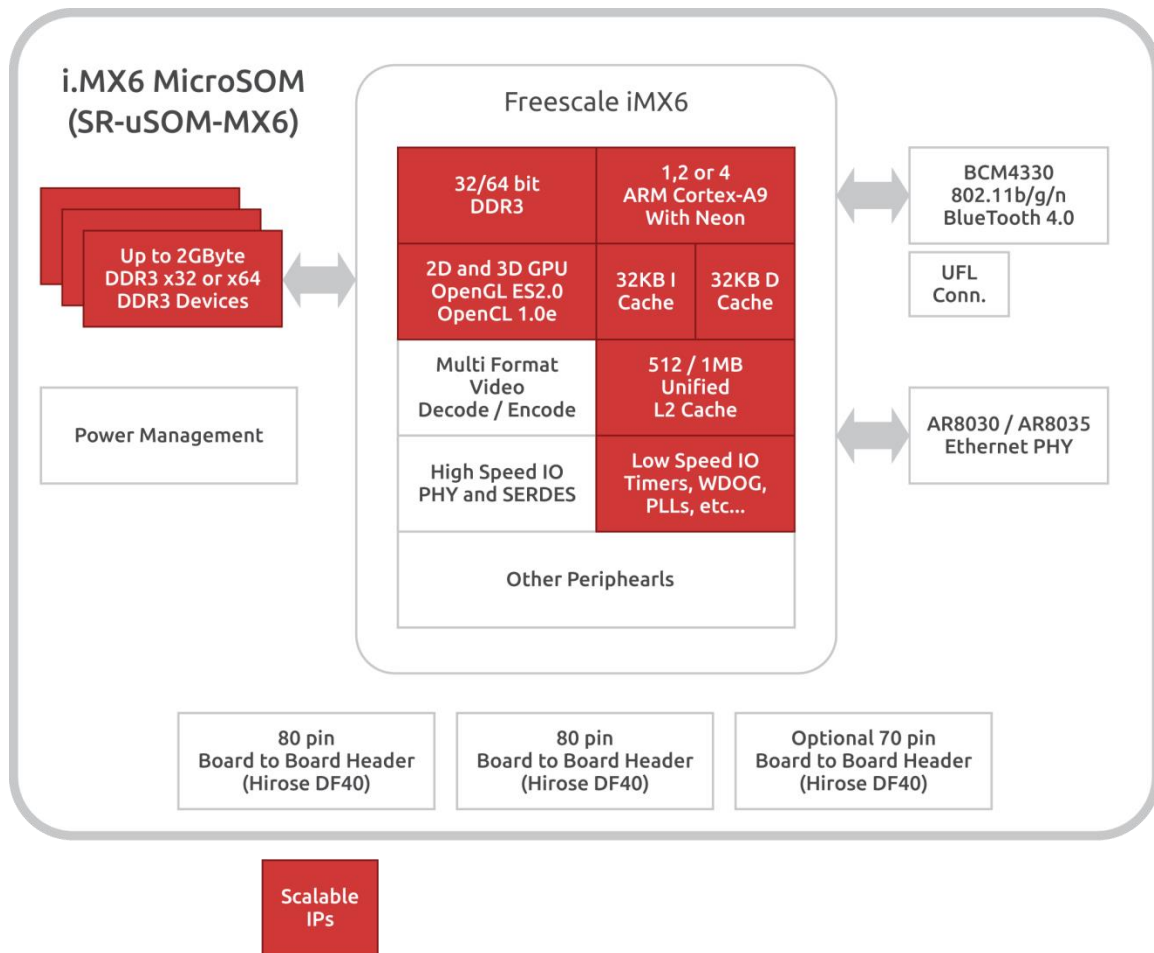 i.MX6 MicroSOM
(SR-uSOM-MX6)
Freescale iMX6
32/64 bit
DDR3
1,2 or 4
ARM Cortex-A9
With Neon
BCM4330
802.11b/g/n
BlueTooth 4.0
Up to 2GByte
DDR3 x32 or x64
DDR3 Devices
2D and 3D GPU
OpenGL ES2.0
OpenCL 1.0e
32KB I
Cache
32KB D
Cache
UFL
Conn.
Multi Format
Video
Decode / Encode
512 / 1MB
Unified
L2 Cache
Power Management
AR8030 / AR8035
Ethernet PHY
High Speed IO
PHY and SERDES
Low Speed IO
Timers, WDOG,
PLLs, etc...
Other Periphearls
80 pin
Board to Board Header
(Hirose DF40)
80 pin
Board to Board Header
(Hirose DF40)
Optional 70 pin
Board to Board Header
(Hirose DF40)
Scalable
IPs